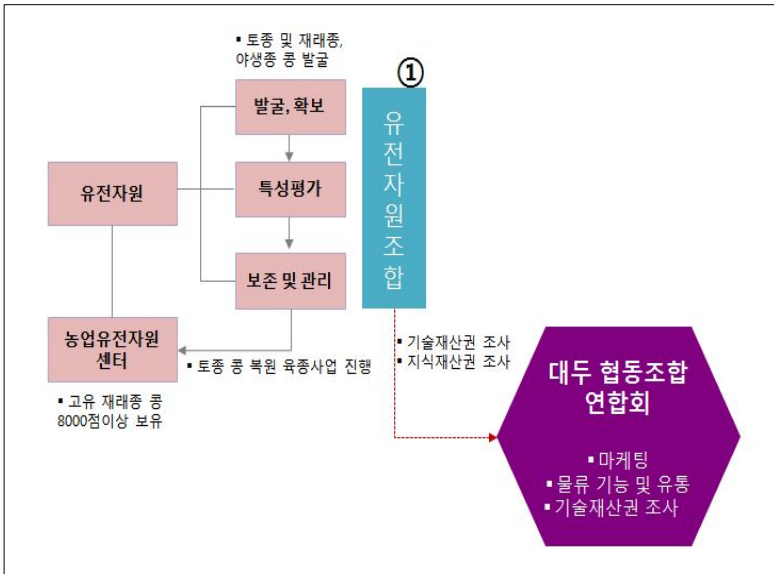 ▪ 토종 및 재래종,
야생종 콩 발굴
①
발굴, 확보
유전자원조합
유전자원
특성평가
보존 및 관리
농업유전자원
센터
▪ 토종 콩 복원 육종사업 진행
▪ 고유 재래종 콩
8000점이상 보유
▪ 기술재산권 조사
▪ 지식재산권 조사
대두 협동조합
연합회
▪ 마케팅
▪ 물류 기능 및 유통
▪ 기술재산권 조사